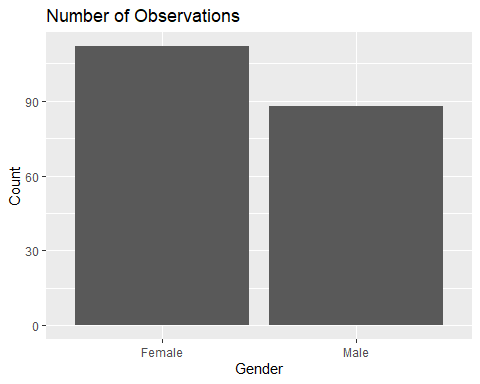 Number of Observations
Count
90
60
30
0
Female
Male
Gender